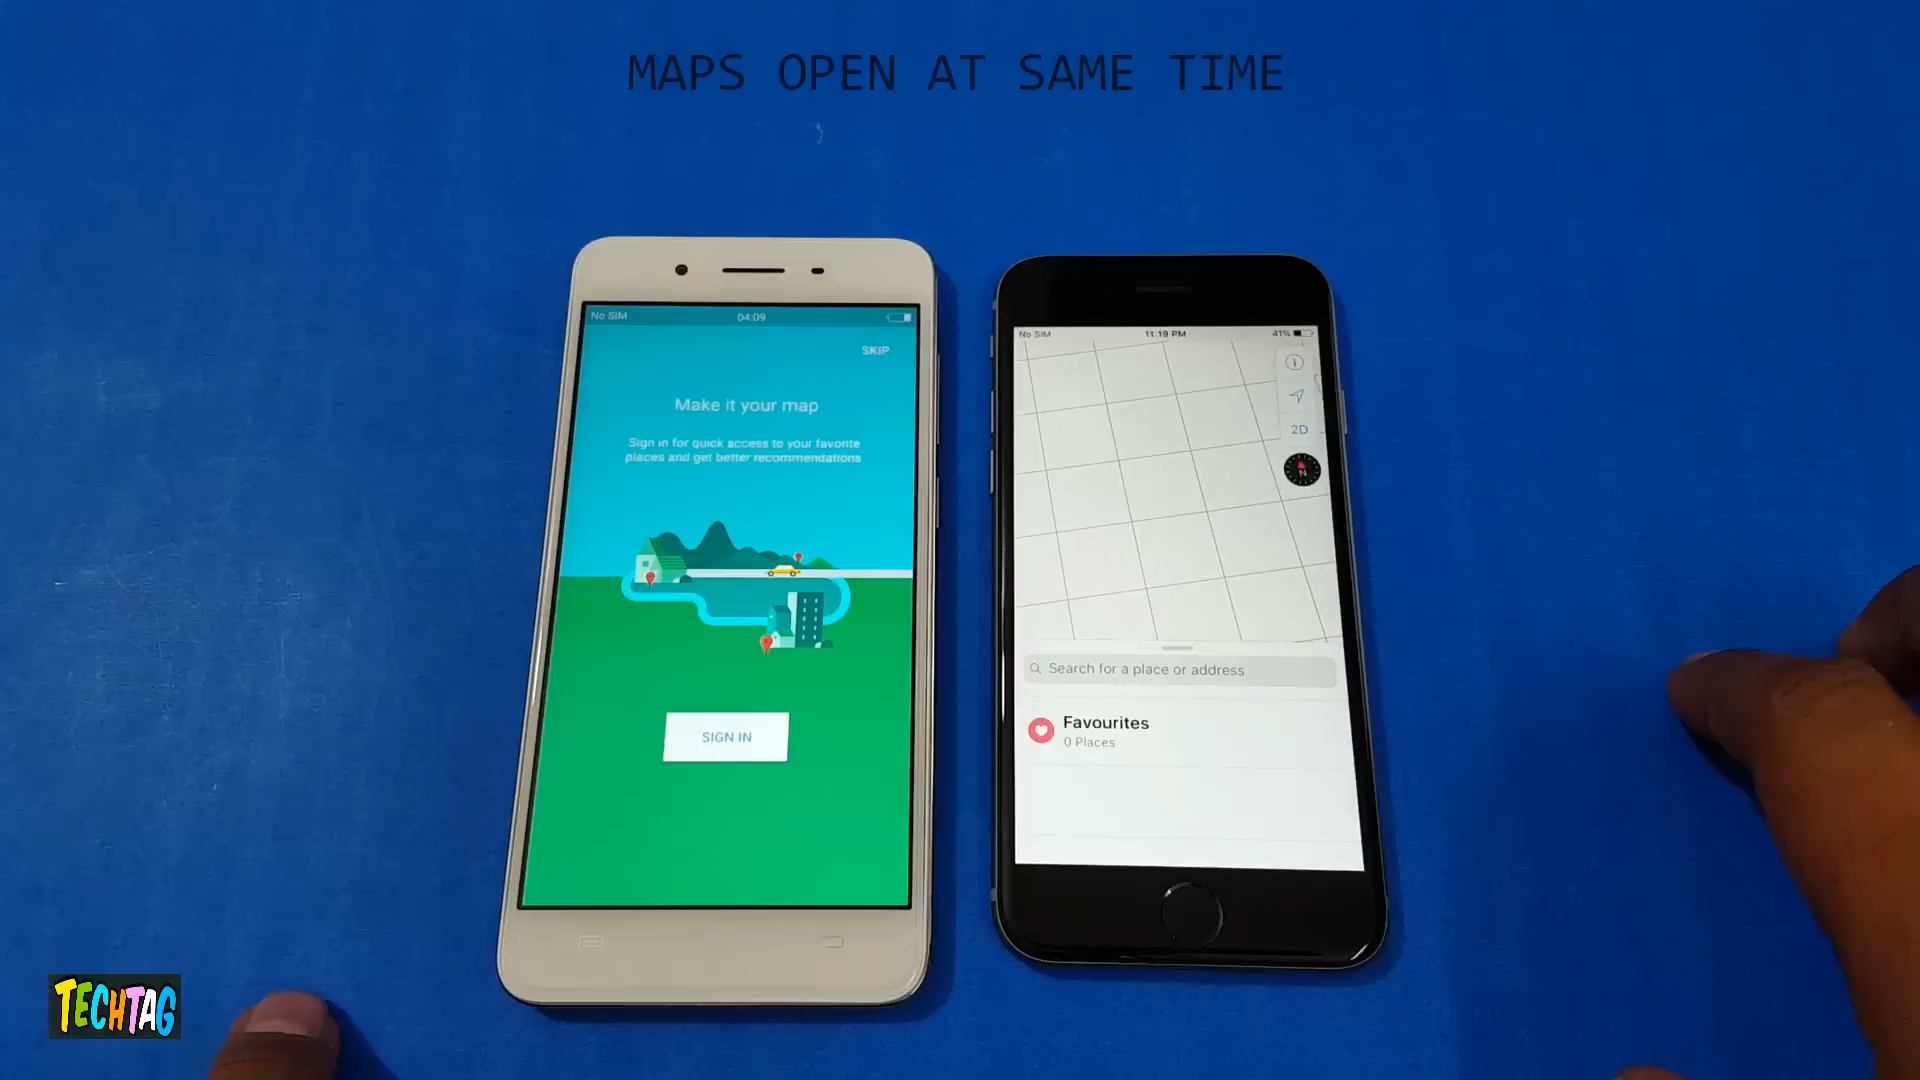 MAPS OPEN AT SAME TIME
No SIM
04:09
SKIP
Make it your map
Sign in for quick access to your favorite
places and get better recommendations
SIGN IN
No SIM
11:19 PM
41%
2D
N
Search for a place or address
Favourites
0 Places
TECHTAG